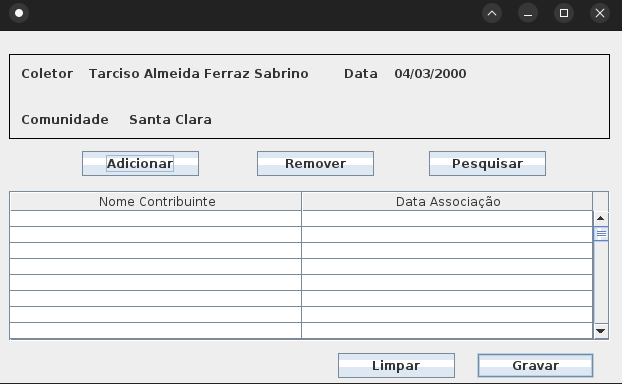 Coletor Tarciso Almeida Ferraz Sabrino Data 04/03/2000
Comunidade Santa Clara
Adicionar Remover Pesquisar
Nome Contribuinte Data Associação
Limpar Gravar